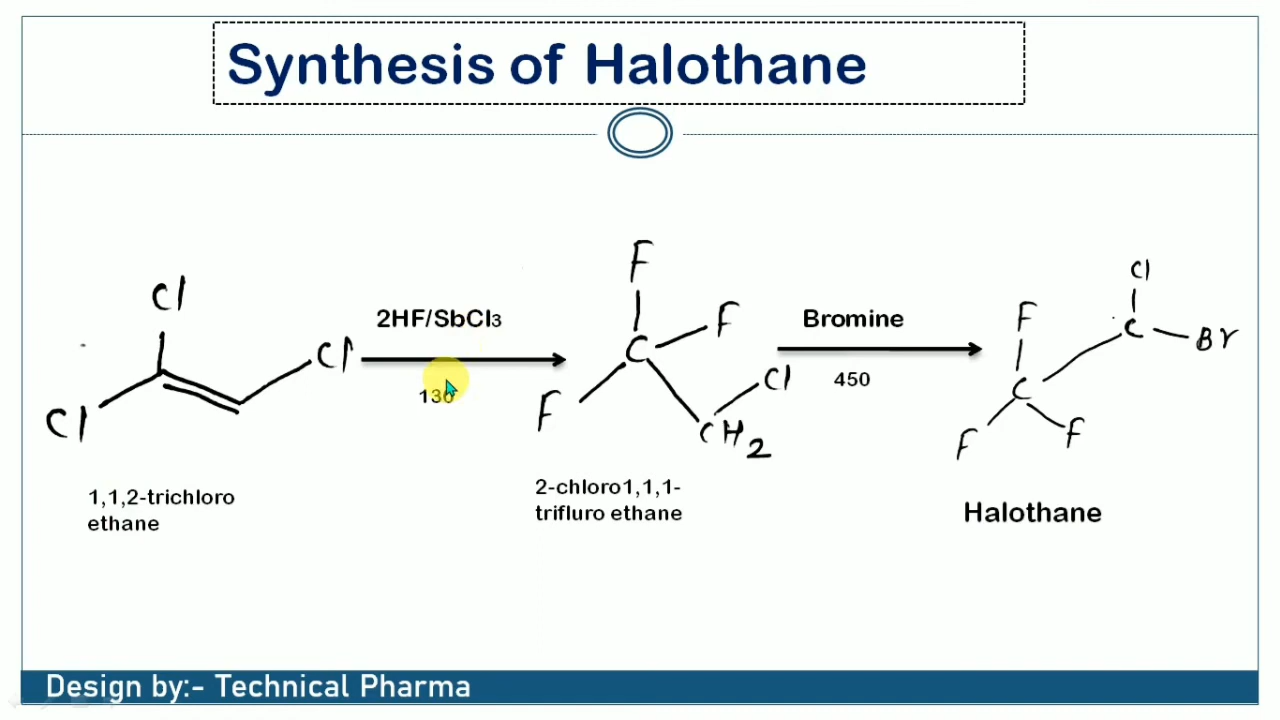 Synthesis of Halothane
Cl
Cl
Cl
2HF/SbCl3
130
F
F
F
Cl
CH2
C
Bromine
450
Cl
C
Br
F
C
F
F
1,1,2-trichloro
ethane
2-chloro1,1,1-
trifluro ethane
Halothane
Design by:- Technical Pharma